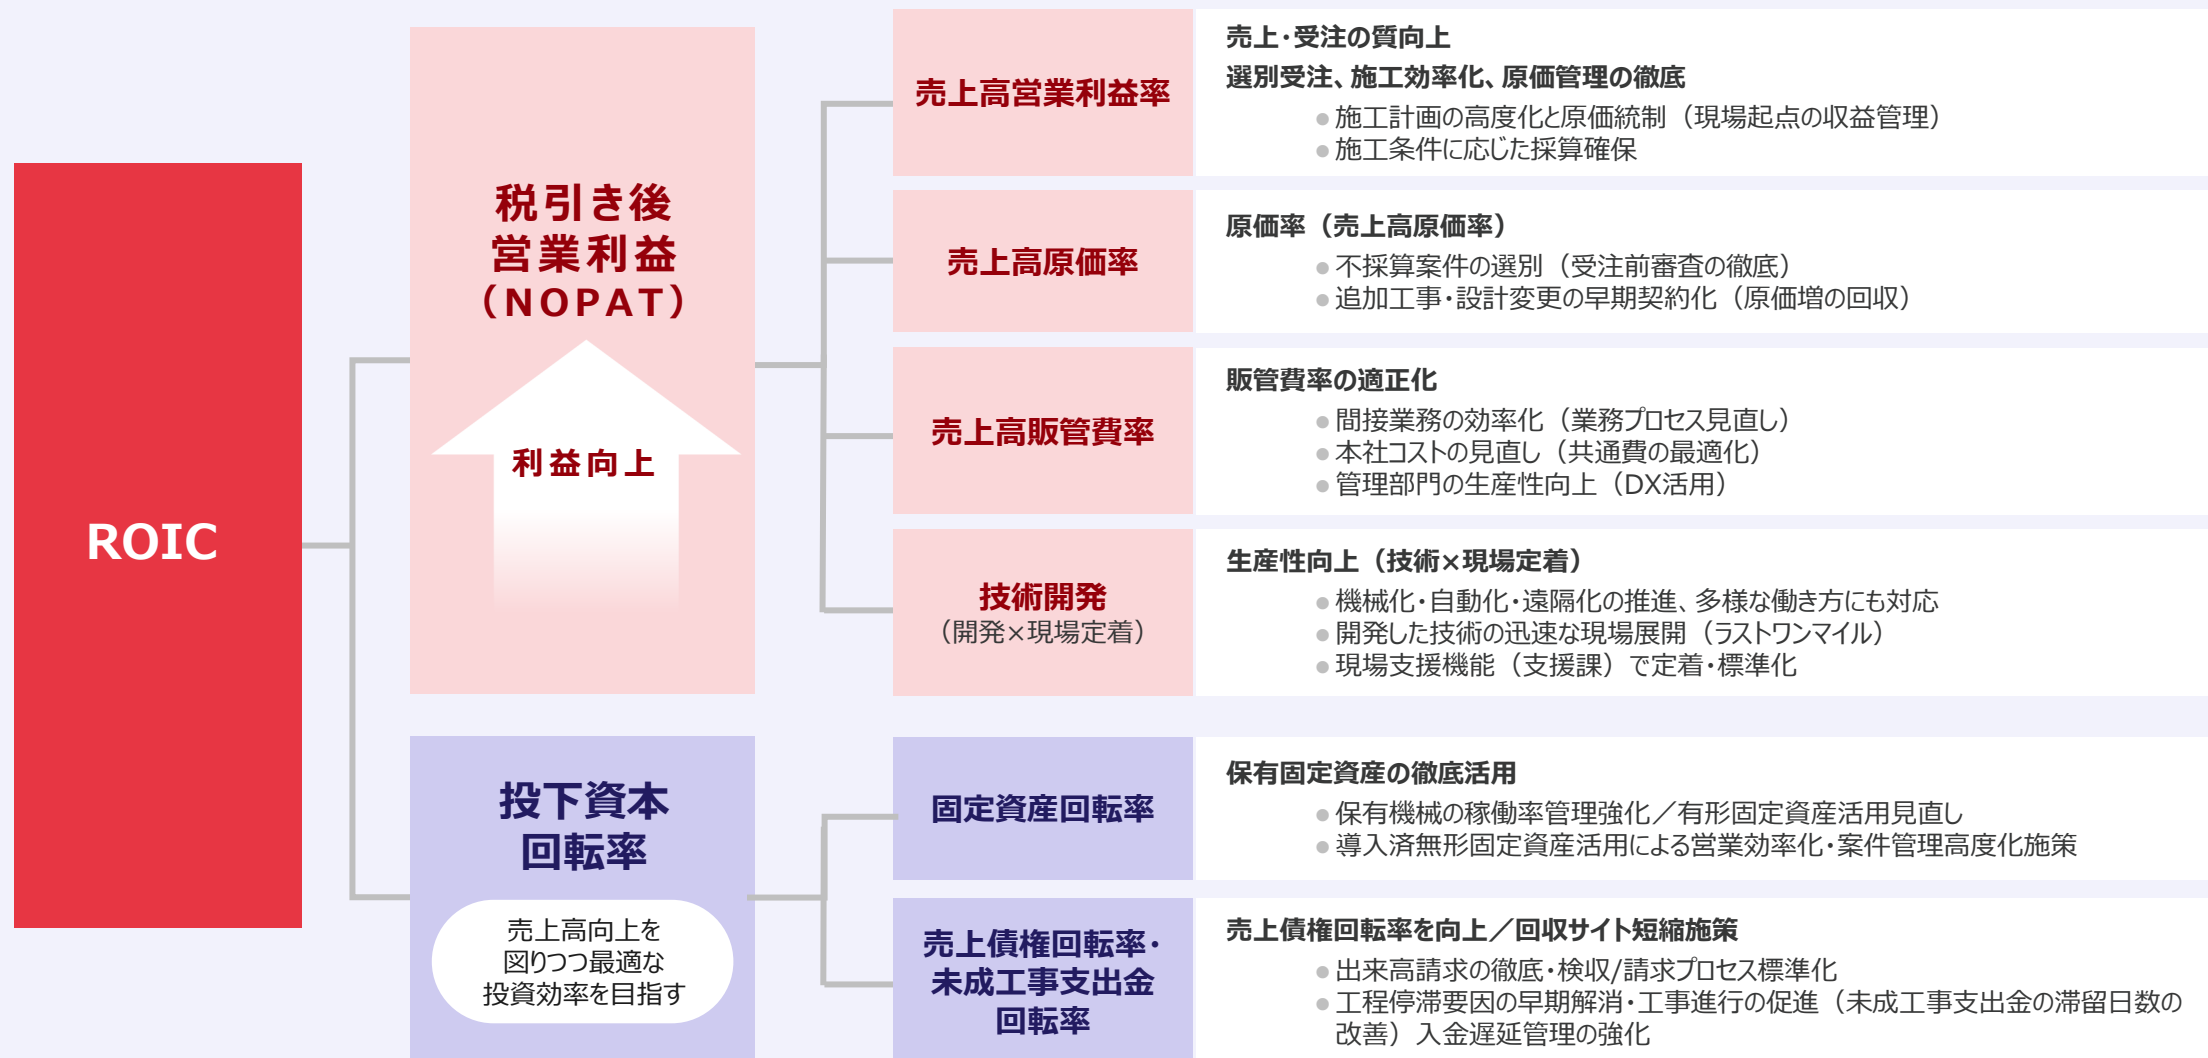 ROIC
税引き後
営業利益
（NOPAT）
利益向上
売上高営業利益率
売上・受注の質向上
選別受注、施工効率化、原価管理の徹底
●施工計画の高度化と原価統制（現場起点の収益管理）
●施工条件に応じた採算確保
売上高原価率
原価率（売上高原価率）
●不採算案件の選別（受注前審査の徹底）
●追加工事・設計変更の早期契約化（原価増の回収）
売上高販管費率
販管費率の適正化
●間接業務の効率化（業務プロセス見直し）
●本社コストの見直し（共通費の最適化）
●管理部門の生産性向上（DX活用）
技術開発
（開発×現場定着）
生産性向上（技術×現場定着）
●機械化・自動化・遠隔化の推進、多様な働き方にも対応
●開発した技術の迅速な現場展開（ラストワンマイル）
●現場支援機能（支援課）で定着・標準化
投下資本
回転率
売上高向上を
図りつつ最適な
投資効率を目指す
固定資産回転率
保有固定資産の徹底活用
●保有機械の稼働率管理強化／有形固定資産活用見直し
●導入済無形固定資産活用による営業効率化・案件管理高度化施策
売上債権回転率・
未成工事支出金
回転率
売上債権回転率を向上／回収サイト短縮施策
●出来高請求の徹底・検収/請求プロセス標準化
●工程停滞要因の早期解消・工事進行の促進（未成工事支出金の滞留日数の
改善）入金遅延管理の強化